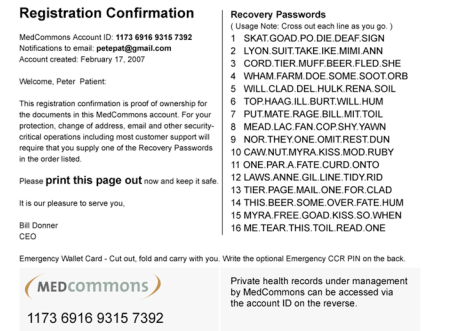 Registration Confirmation
MedCommons Account ID: 1173 6916 9315 7392
Notifications to email: petepat@gmail.com
Account created: February 17, 2007
Welcome, Peter Patient:
This registration confirmation is proof of ownership for
the documents in this MedCommons account. For your
protection, change of address, email and other security-
critical operations including most customer support will
require that you supply one of the Recovery Passwords
in the order listed.
Please print this page out now and keep it safe.
It is our pleasure to serve you,
Bill Donner
CEO
Recovery Passwords
( Usage Note: Cross out each line as you go. )
1 SKAT.GOAD.PO.DIE.DEAF.SIGN
2 LYON.SUIT.TAKE.IKE.MIMI.ANN
3 CORD.TIER.MUFF.BEER.FLED.SHE
4 WHAM.FARM.DOE.SOME.SOOT.ORB
5 WILL.CLAD.DEL.HULK.RENA.SOIL
6 TOP.HAAG.ILL.BURT.WILL.HUM
7 PUT.MATE.RAGE.BILL.MIT.TOIL
8 MEAD.LAC.FAN.COP.SHY.YAWN
9 NOR.THEY.ONE.OMIT.REST.DUN
10 CAW.NUT.MYRA.KISS.MOD.RUBY
11 ONE.PAR.A.FATE.CURD.ONTO
12 LAWS.ANNE.GIL.LINE.TIDY.RID
13 TIER.PAGE.MAIL.ONE.FOR.CLAD
14 THIS.BEER.SOME.OVER.FATE.HUM
15 MYRA.FREE.GOAD.KISS.SO.WHEN
16 ME.TEAR.THIS.TOIL.READ.ONE
Emergency Wallet Card - Cut out, fold and carry with you. Write the optional Emergency CCR PIN on the back.
MEDcommons
1173 6916 9315 7392
Private health records under management
by MedCommons can be accessed via
the account ID on the reverse.